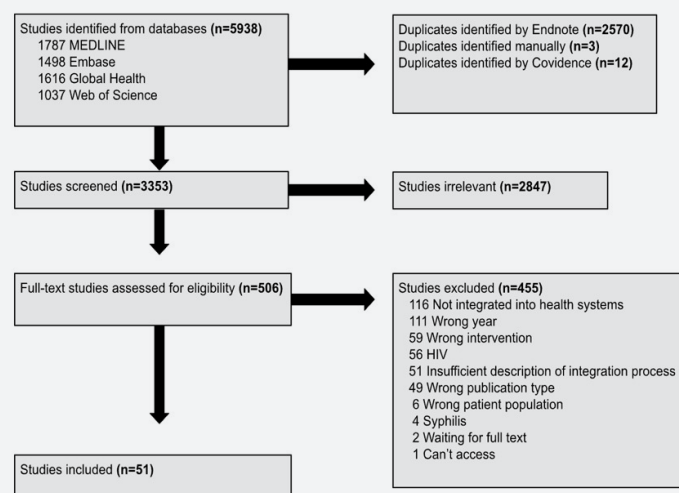 Studies identified from databases (n=5938)
1787 MEDLINE
1498 Embase
1616 Global Health
1037 Web of Science
Duplicates identified by Endnote (n=2570)
Duplicates identified manually (n=3)
Duplicates identified by Covidence (n=12)
Studies screened (n=3353)
Studies irrelevant (n=2847)
Full-text studies assessed for eligibility (n=506)
Studies excluded (n=455)
116 Not integrated into health systems
111 Wrong year
59 Wrong intervention
56 HIV
51 Insufficient description of integration process
49 Wrong publication type
6 Wrong patient population
4 Syphilis
2 Waiting for full text
1 Can't access
Studies included (n=51)